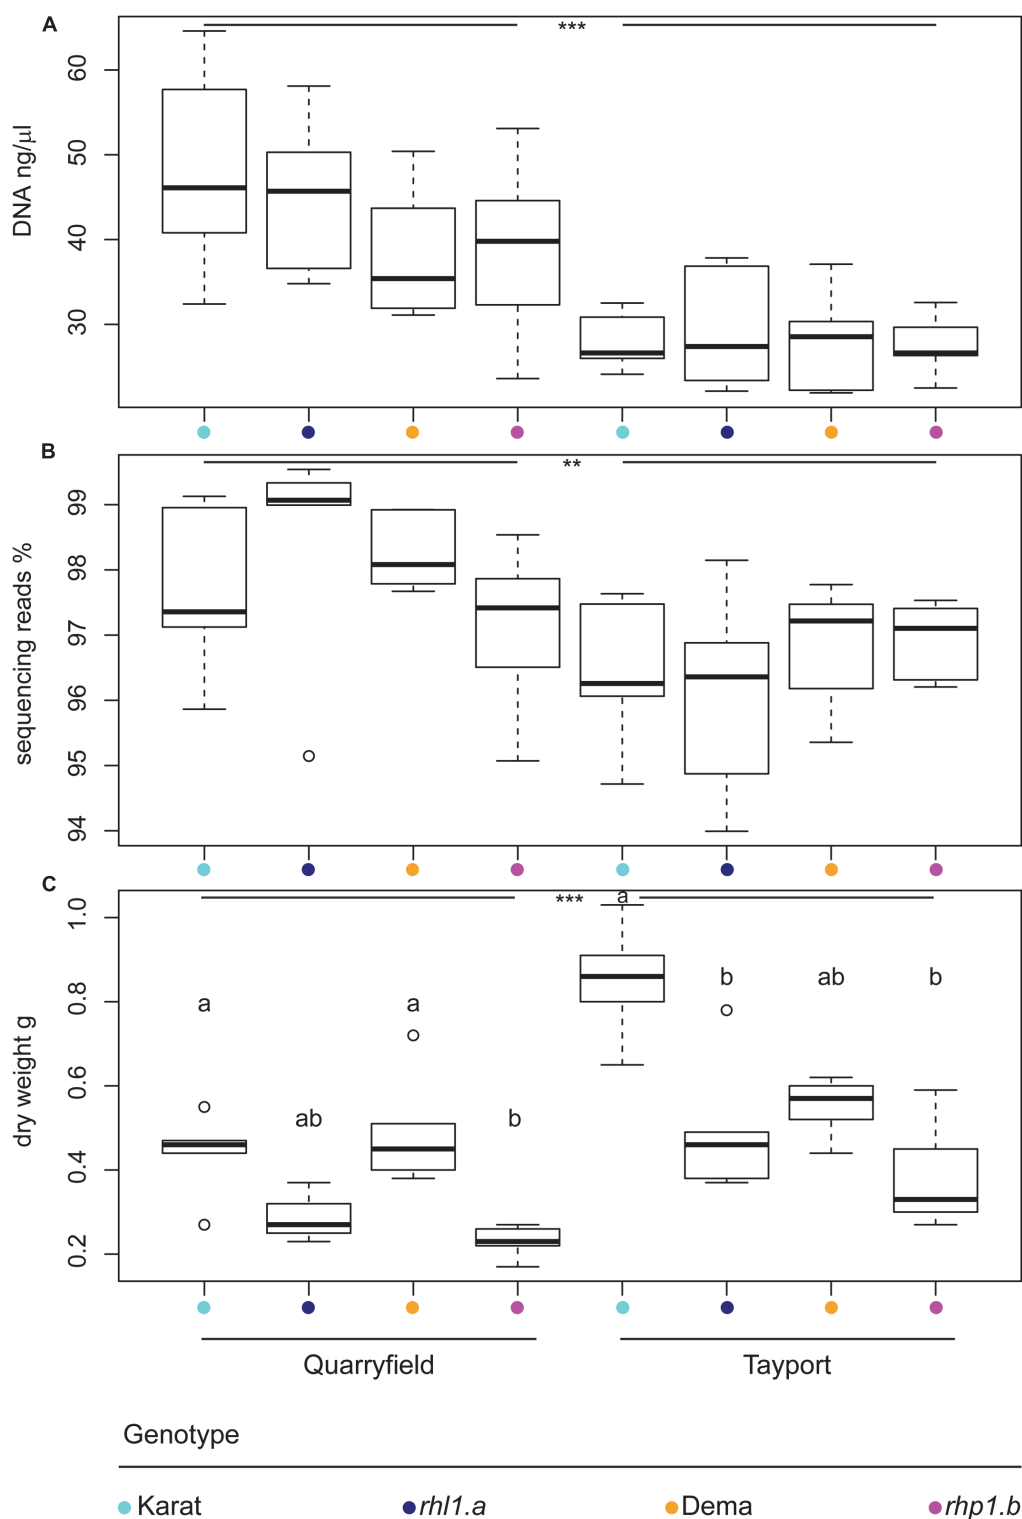 A
***
60
50
40
30
DNA ng/µl
B
**
99
98
97
96
95
94
sequencing reads %
C
*** a
1.0
0.8
0.6
0.4
0.2
dry weight g
b ab b
a a
ab b
Quarryfield Tayport
Genotype
Karat rhl1.a Dema rhp1.b